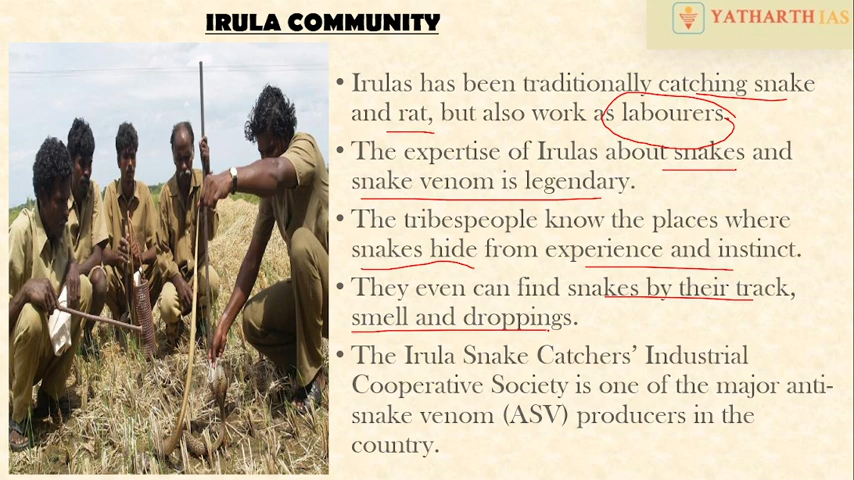 IRULA COMMUNITY
YATHARTH IAS
• Irulas has been traditionally catching snake
and rat, but also work as labourers.
• The expertise of Irulas about snakes and
snake venom is legendary.
• The tribespeople know the places where
snakes hide from experience and instinct.
• They even can find snakes by their track,
smell and droppings.
• The Irula Snake Catchers’ Industrial
Cooperative Society is one of the major anti-
snake venom (ASV) producers in the
country.